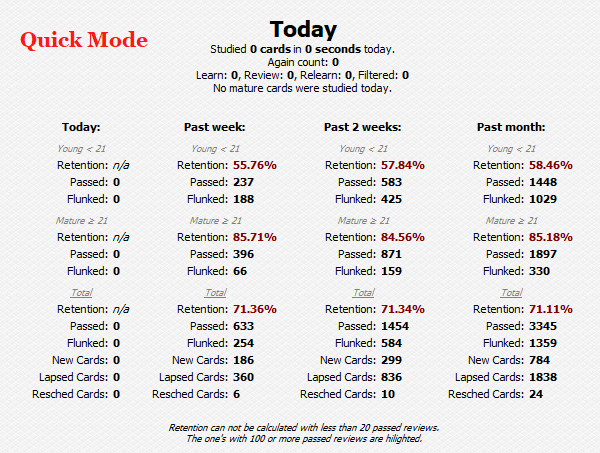 Quick Mode
Today
Studied 0 cards in 0 seconds today.
Again count: 0
Learn: 0, Review: 0, Relearn: 0, Filtered: 0
No mature cards were studied today.
Today: Past week: Past 2 weeks: Past month:
Young < 21 Young < 21 Young < 21 Young < 21
Retention: n/a Retention: 55.76% Retention: 57.84% Retention: 58.46%
Passed: 0 Passed: 237 Passed: 583 Passed: 1448
Flunked: 0 Flunked: 188 Flunked: 425 Flunked: 1029
Mature ≥ 21 Mature ≥ 21 Mature ≥ 21 Mature ≥ 21
Retention: n/a Retention: 85.71% Retention: 84.56% Retention: 85.18%
Passed: 0 Passed: 396 Passed: 871 Passed: 1897
Flunked: 0 Flunked: 66 Flunked: 159 Flunked: 330
Total Total Total Total
Retention: n/a Retention: 71.36% Retention: 71.34% Retention: 71.11%
Passed: 0 Passed: 633 Passed: 1454 Passed: 3345
Flunked: 0 Flunked: 254 Flunked: 584 Flunked: 1359
New Cards: 0 New Cards: 186 New Cards: 299 New Cards: 784
Lapsed Cards: 0 Lapsed Cards: 360 Lapsed Cards: 836 Lapsed Cards: 1838
Resched Cards: 0 Resched Cards: 6 Resched Cards: 10 Resched Cards: 24
Retention can not be calculated with less than 20 passed reviews.
The one's with 100 or more passed reviews are hilighted.